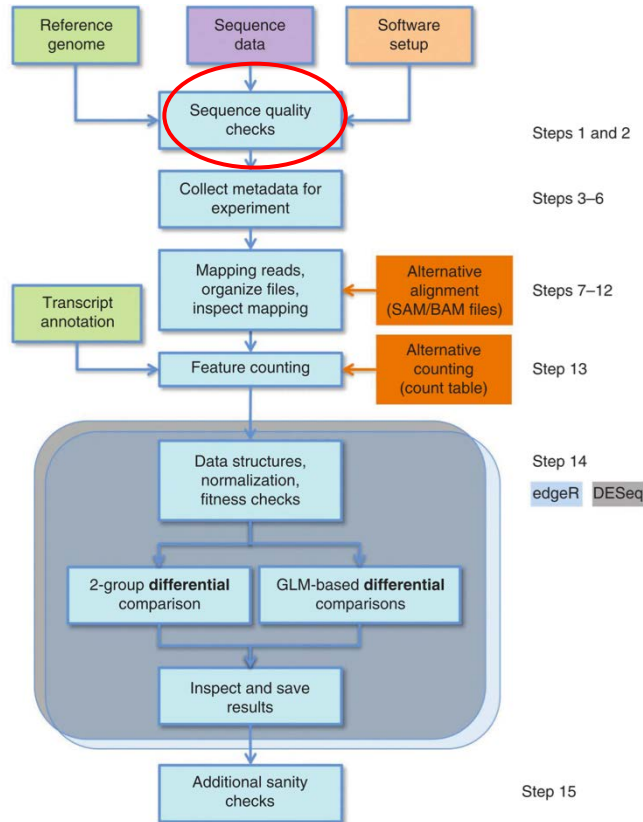 Reference
genome
Sequence
data
Software
setup
Sequence quality
checks
Steps 1 and 2
Collect metadata for
experiment
Steps 3–6
Mapping reads,
organize files,
inspect mapping
Alternative
alignment
(SAM/BAM files)
Steps 7–12
Transcript
annotation
Feature counting
Alternative
counting
(count table)
Step 13
Data structures,
normalization,
fitness checks
Step 14
edgeR DESeq
2-group differential
comparison
GLM-based differential
comparisons
Inspect and save
results
Additional sanity
checks
Step 15